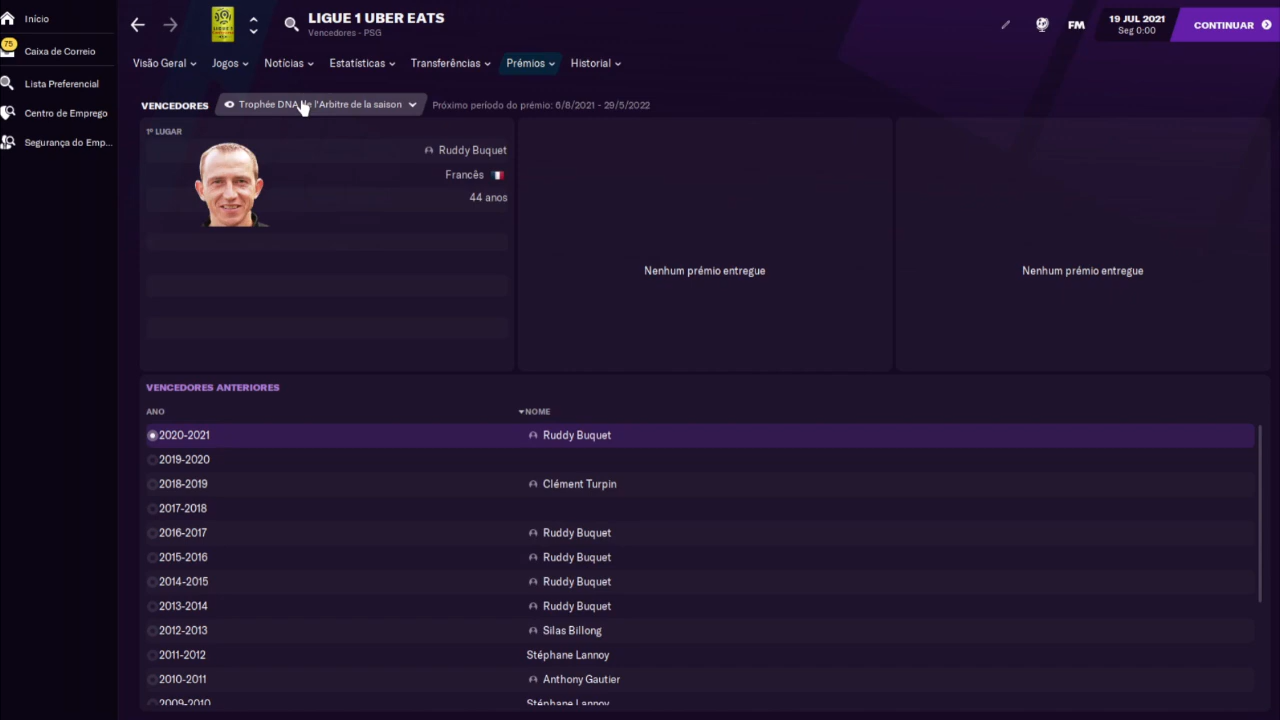 Início
75
Caixa de Correio
Lista Preferencial
Centro de Emprego
Segurança do Emp...
LIGUE 1 UBER EATS
Vencedores - PSG
FM
19 JUL 2021
Seg 0:00
CONTINUAR
Visão Geral
Jogos
Notícias
Estatísticas
Transferências
Prémios
Historial
VENCEDORES
Trophée DNA de l'Arbitre de la saison
Próximo período do prémio: 6/8/2021 - 29/5/2022
1º LUGAR
Ruddy Buquet
Francês
44 anos
Nenhum prémio entregue
Nenhum prémio entregue
VENCEDORES ANTERIORES
ANO NOME
2020-2021 Ruddy Buquet
2019-2020
2018-2019 Clément Turpin
2017-2018
2016-2017 Ruddy Buquet
2015-2016 Ruddy Buquet
2014-2015 Ruddy Buquet
2013-2014 Ruddy Buquet
2012-2013 Silas Billong
2011-2012 Stéphane Lannoy
2010-2011 Anthony Gautier
2009-2010 Stéphane Lannoy